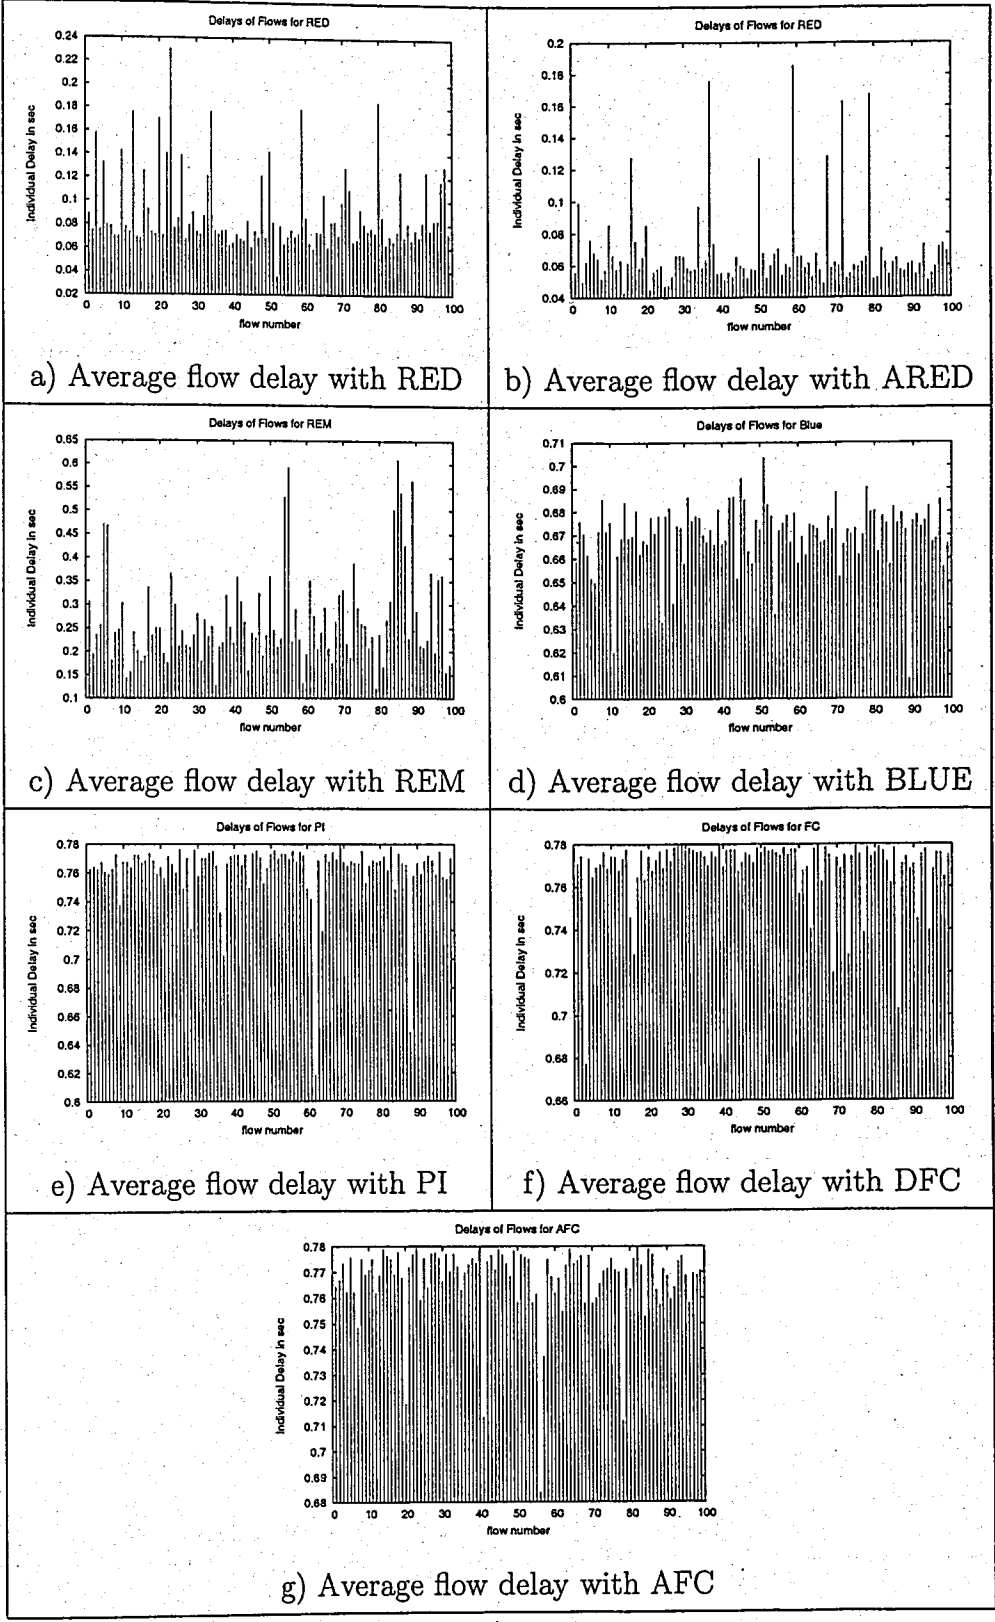 Delays of Flows for RED
Individual Delay in sec
0.24
0.22
0.2
0.18
0.16
0.14
0.12
0.1
0.08
0.06
0.04
0.02
0 10 20 30 40 50 60 70 80 90 100
flow number
a) Average flow delay with RED
Delays of Flows for RED
Individual Delay in sec
0.2
0.18
0.16
0.14
0.12
0.1
0.08
0.06
0.04
0 10 20 30 40 50 60 70 80 90 100
flow number
b) Average flow delay with ARED
Delays of Flows for REM
Individual Delay in sec
0.65
0.6
0.55
0.5
0.45
0.4
0.35
0.3
0.25
0.2
0.15
0.1
0 10 20 30 40 50 60 70 80 90 100
flow number
c) Average flow delay with REM
Delays of Flows for Blue
Individual Delay in sec
0.71
0.7
0.69
0.68
0.67
0.66
0.65
0.64
0.63
0.62
0.61
0.6
0 10 20 30 40 50 60 70 80 90 100
flow number
d) Average flow delay with BLUE
Delays of Flows for PI
Individual Delay in sec
0.78
0.76
0.74
0.72
0.7
0.68
0.66
0.64
0.62
0.6
0 10 20 30 40 50 60 70 80 90 100
flow number
e) Average flow delay with PI
Delays of Flows for FC
Individual Delay in sec
0.78
0.76
0.74
0.72
0.7
0.68
0.66
0 10 20 30 40 50 60 70 80 90 100
flow number
f) Average flow delay with DFC
Delays of Flows for AFC
Individual Delay in sec
0.78
0.77
0.76
0.75
0.74
0.73
0.72
0.71
0.7
0.69
0.68
0 10 20 30 40 50 60 70 80 90 100
flow number
g) Average flow delay with AFC